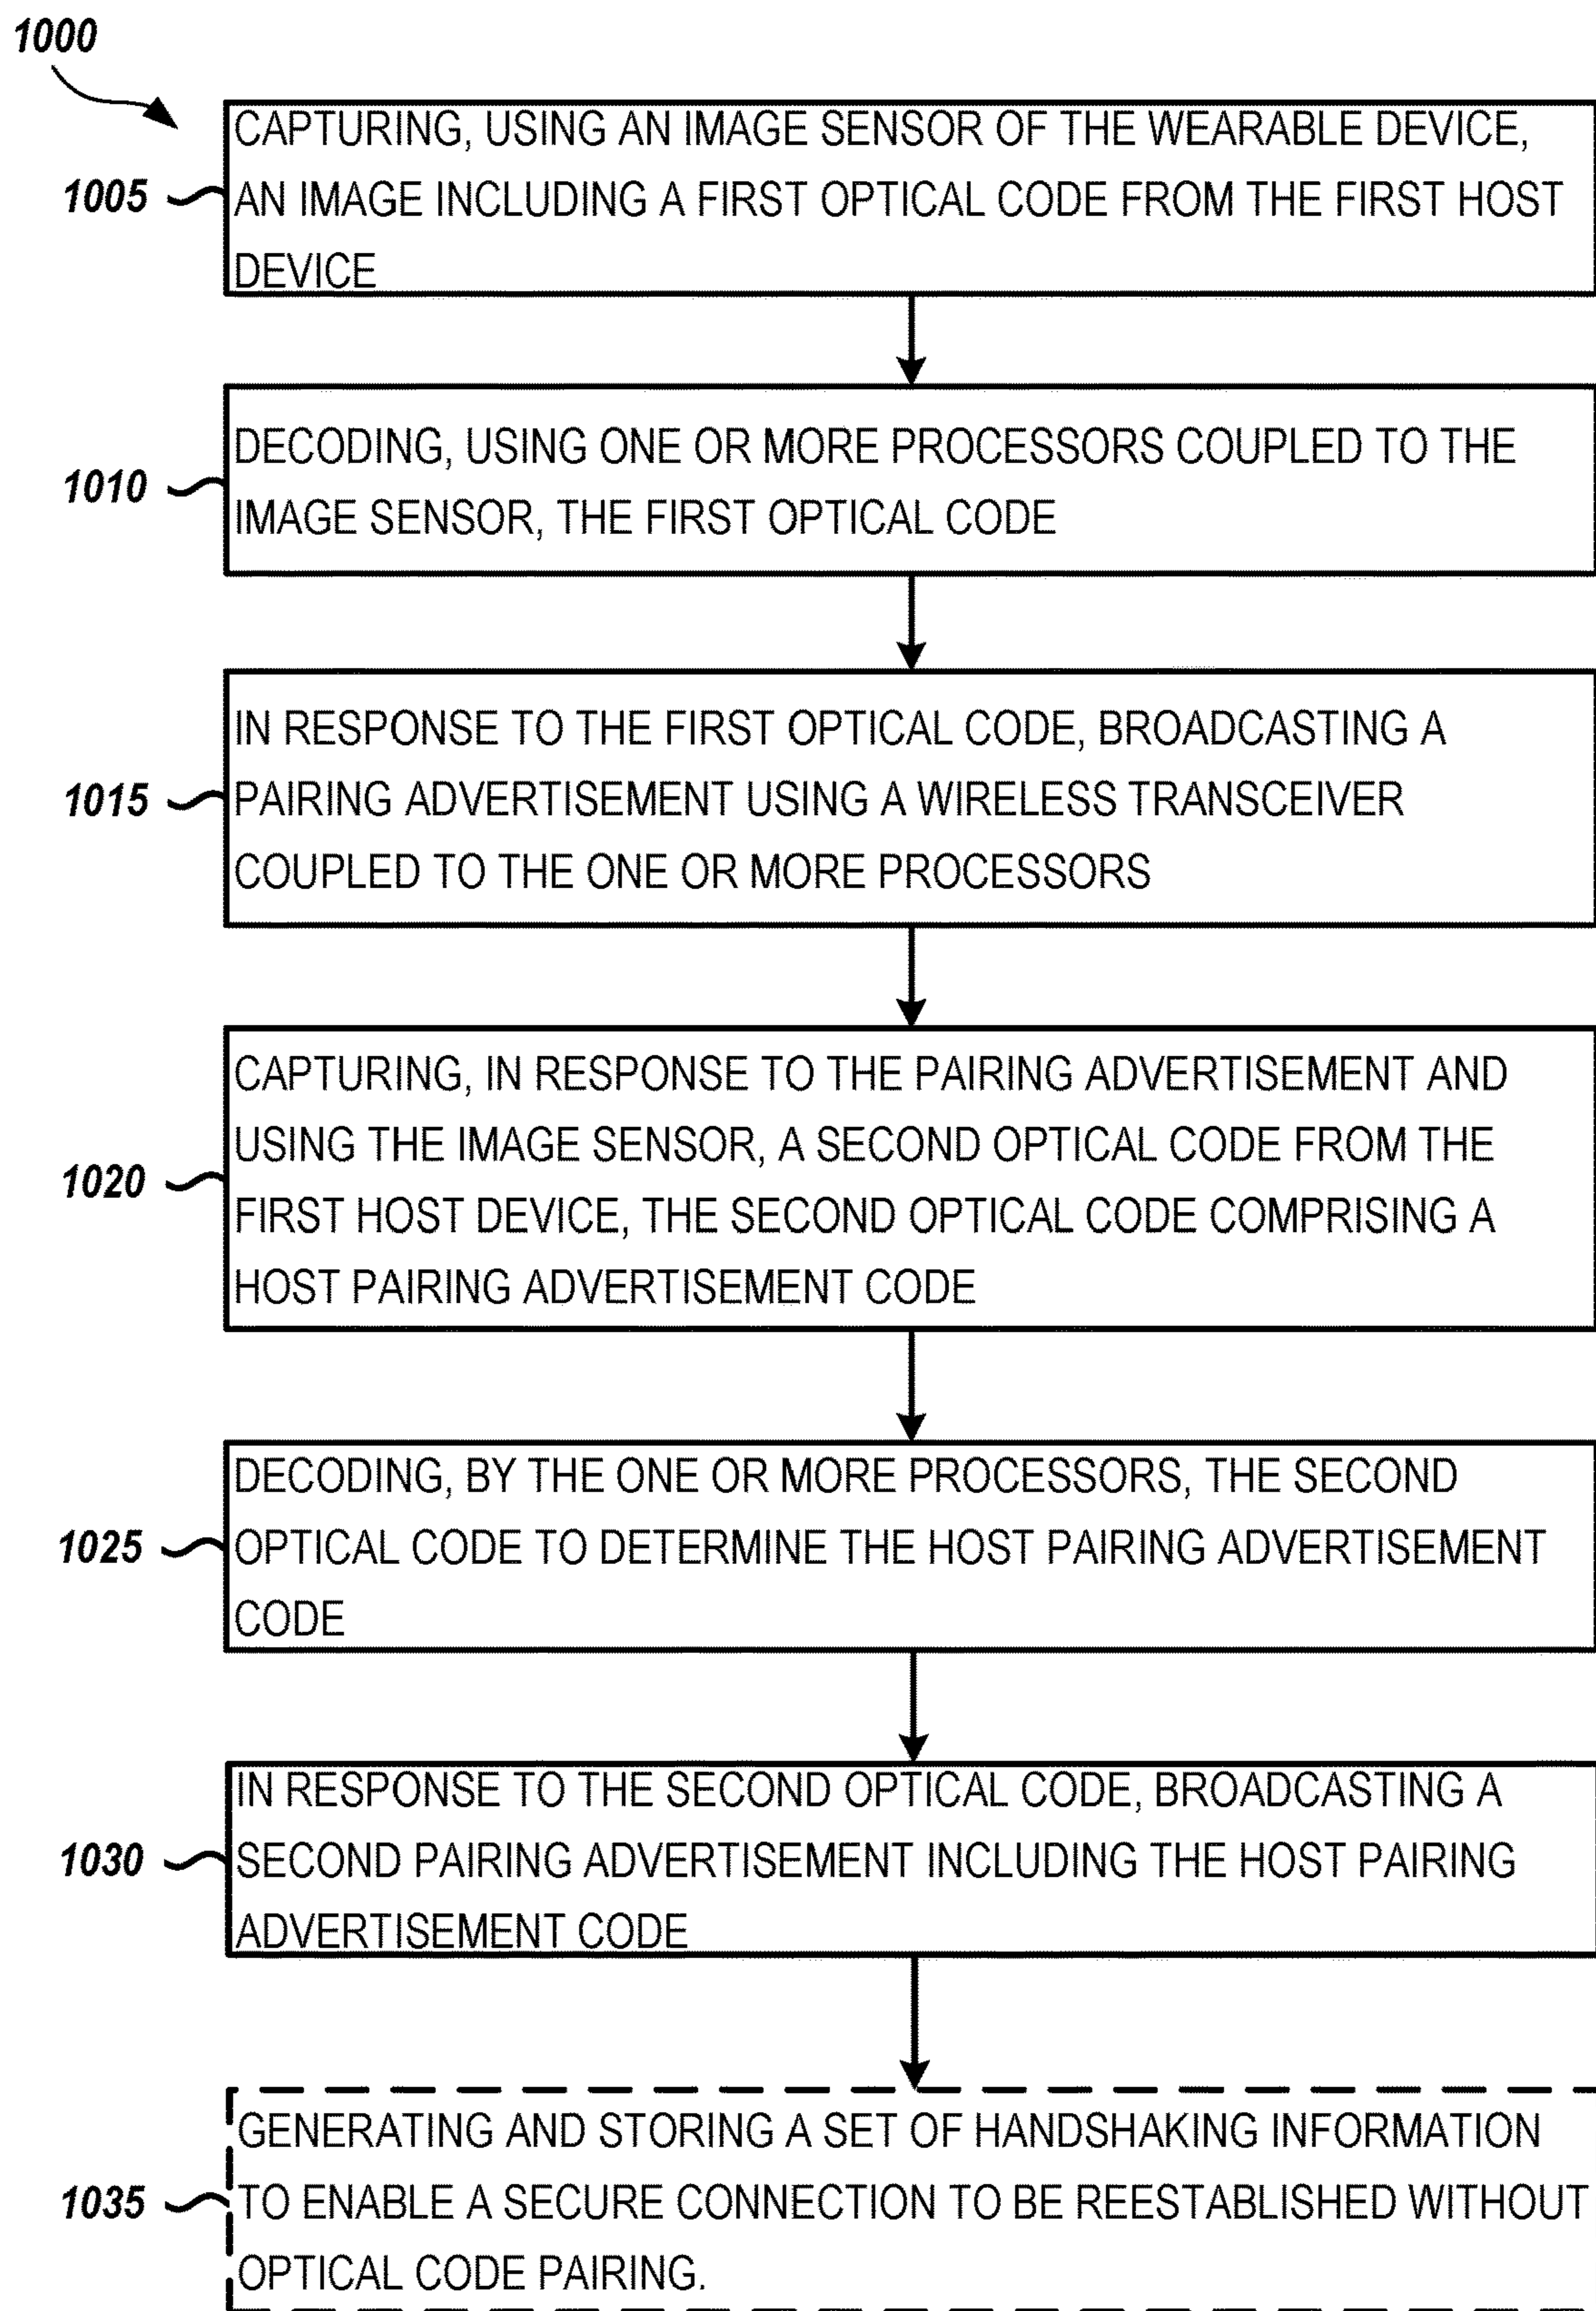 1000
CAPTURING, USING AN IMAGE SENSOR OF THE WEARABLE DEVICE,
1005 AN IMAGE INCLUDING A FIRST OPTICAL CODE FROM THE FIRST HOST
DEVICE
DECODING, USING ONE OR MORE PROCESSORS COUPLED TO THE
1010
IMAGE SENSOR, THE FIRST OPTICAL CODE
IN RESPONSE TO THE FIRST OPTICAL CODE, BROADCASTING A
1015 PAIRING ADVERTISEMENT USING A WIRELESS TRANSCEIVER
COUPLED TO THE ONE OR MORE PROCESSORS
CAPTURING, IN RESPONSE TO THE PAIRING ADVERTISEMENT AND
USING THE IMAGE SENSOR, A SECOND OPTICAL CODE FROM THE
1020
FIRST HOST DEVICE, THE SECOND OPTICAL CODE COMPRISING A
HOST PAIRING ADVERTISEMENT CODE
DECODING, BY THE ONE OR MORE PROCESSORS, THE SECOND
1025 OPTICAL CODE TO DETERMINE THE HOST PAIRING ADVERTISEMENT
CODE
IN RESPONSE TO THE SECOND OPTICAL CODE, BROADCASTING A
1030 SECOND PAIRING ADVERTISEMENT INCLUDING THE HOST PAIRING
ADVERTISEMENT CODE
GENERATING AND STORING A SET OF HANDSHAKING INFORMATION
1035 TO ENABLE A SECURE CONNECTION TO BE REESTABLISHED WITHOUT
OPTICAL CODE PAIRING.